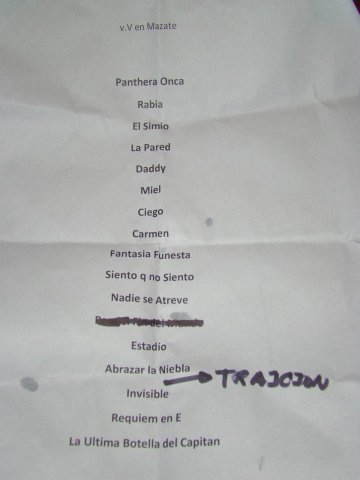 v.V en Mazate
Panthera Onca
Rabia
El Simio
La Pared
Daddy
Miel
Ciego
Carmen
Fantasia Funesta
Siento q no Siento
Nadie se Atreve
Estadio
Abrazar la Niebla
TRAICION
Invisible
Requiem en E
La Ultima Botella del Capitan